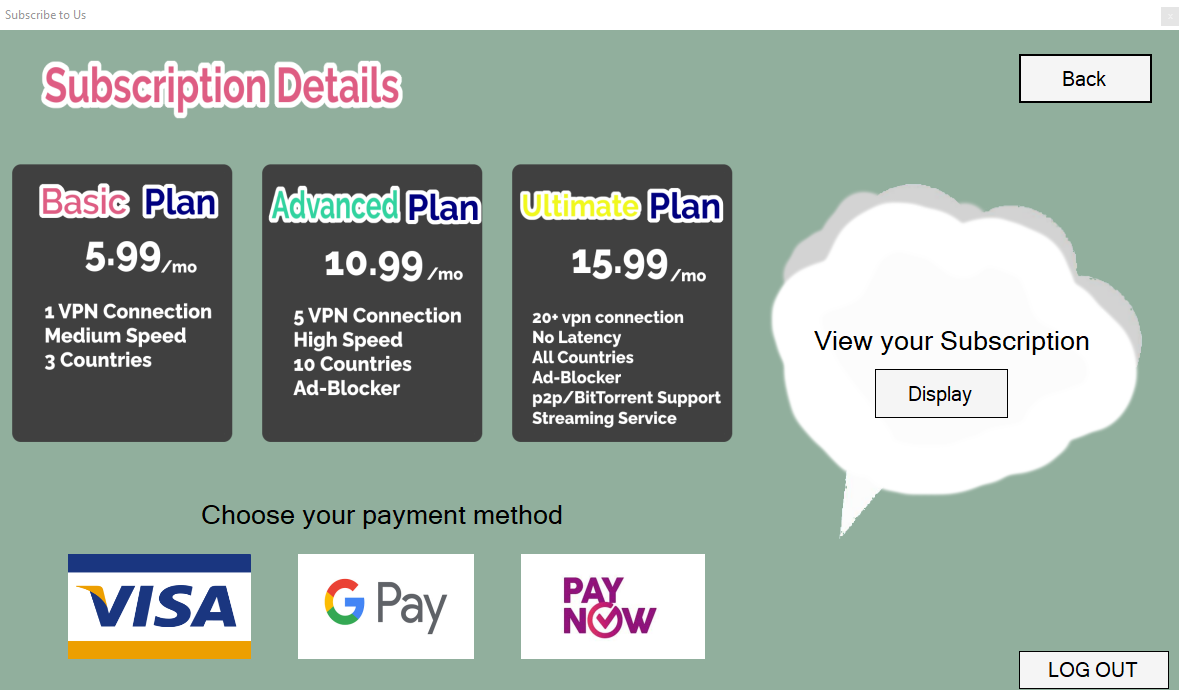 Subscribe to Us
x
Subscription Details
Back
Basic Plan
5.99/mo
1 VPN Connection
Medium Speed
3 Countries
Advanced Plan
10.99/mo
5 VPN Connection
High Speed
10 Countries
Ad-Blocker
Ultimate Plan
15.99/mo
20+ vpn connection
No Latency
All Countries
Ad-Blocker
p2p/BitTorrent Support
Streaming Service
View your Subscription
Display
Choose your payment method
VISA
G Pay
PAY
NOW
LOG OUT